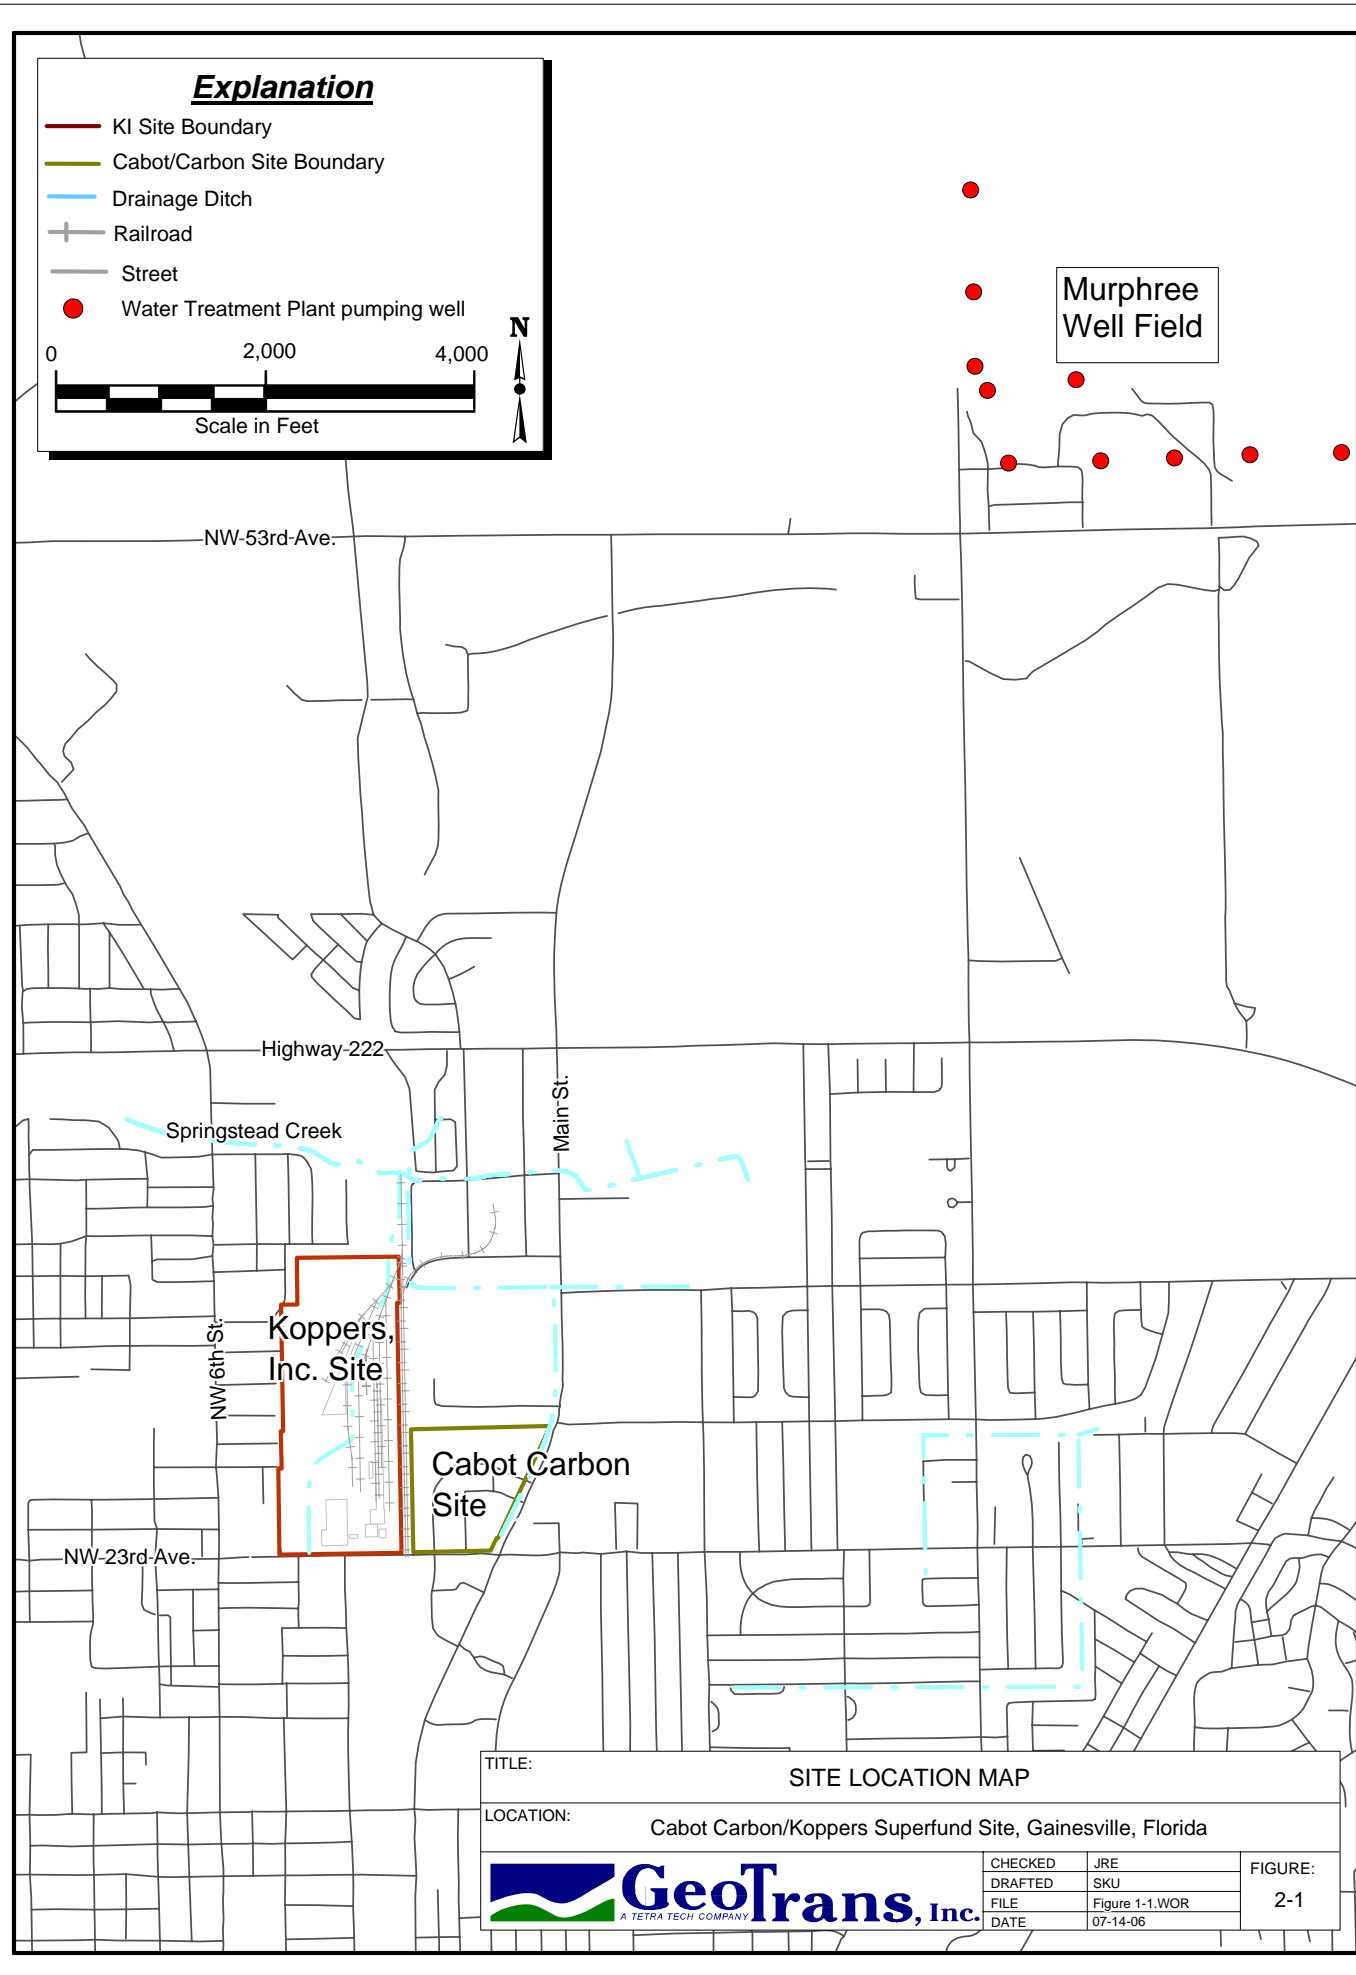 Explanation
KI Site Boundary
Cabot/Carbon Site Boundary
Drainage Ditch
Railroad
Street
Water Treatment Plant pumping well
N
0 2,000 4,000
Scale in Feet
Murphree
Well Field
NW 53rd Ave.
Highway 222
Springstead Creek
Main St.
NW 6th St.
Koppers,
Inc. Site
Cabot Carbon
Site
NW 23rd Ave.
TITLE:
SITE LOCATION MAP
LOCATION:
Cabot Carbon/Koppers Superfund Site, Gainesville, Florida
GeoTrans, Inc.
A TETRA TECH COMPANY
CHECKED JRE
DRAFTED SKU
FILE Figure 1-1.WOR
DATE 07-14-06
FIGURE:
2-1